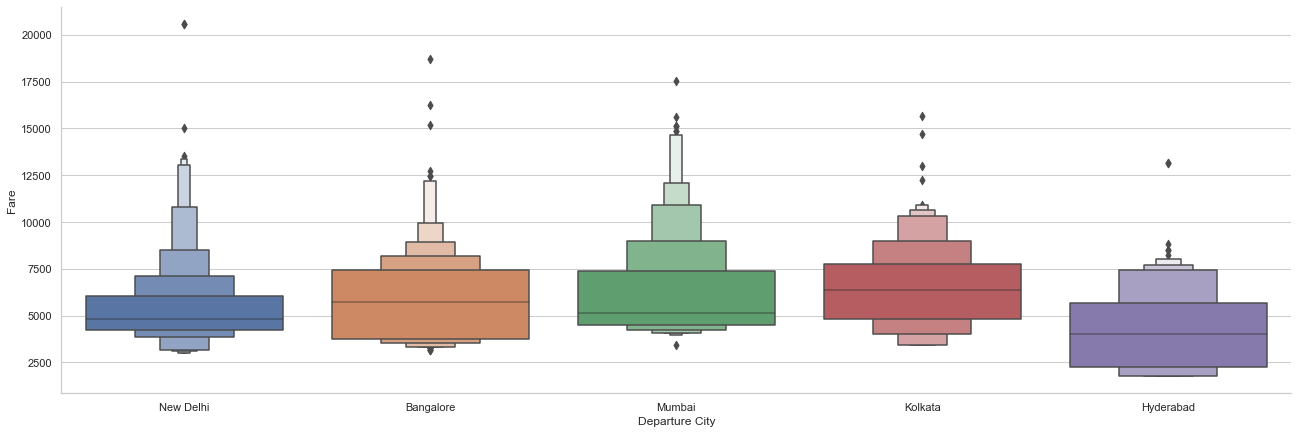 20000
17500
15000
12500
10000
7500
5000
2500
Fare
New Delhi
Bangalore
Mumbai
Kolkata
Hyderabad
Departure City